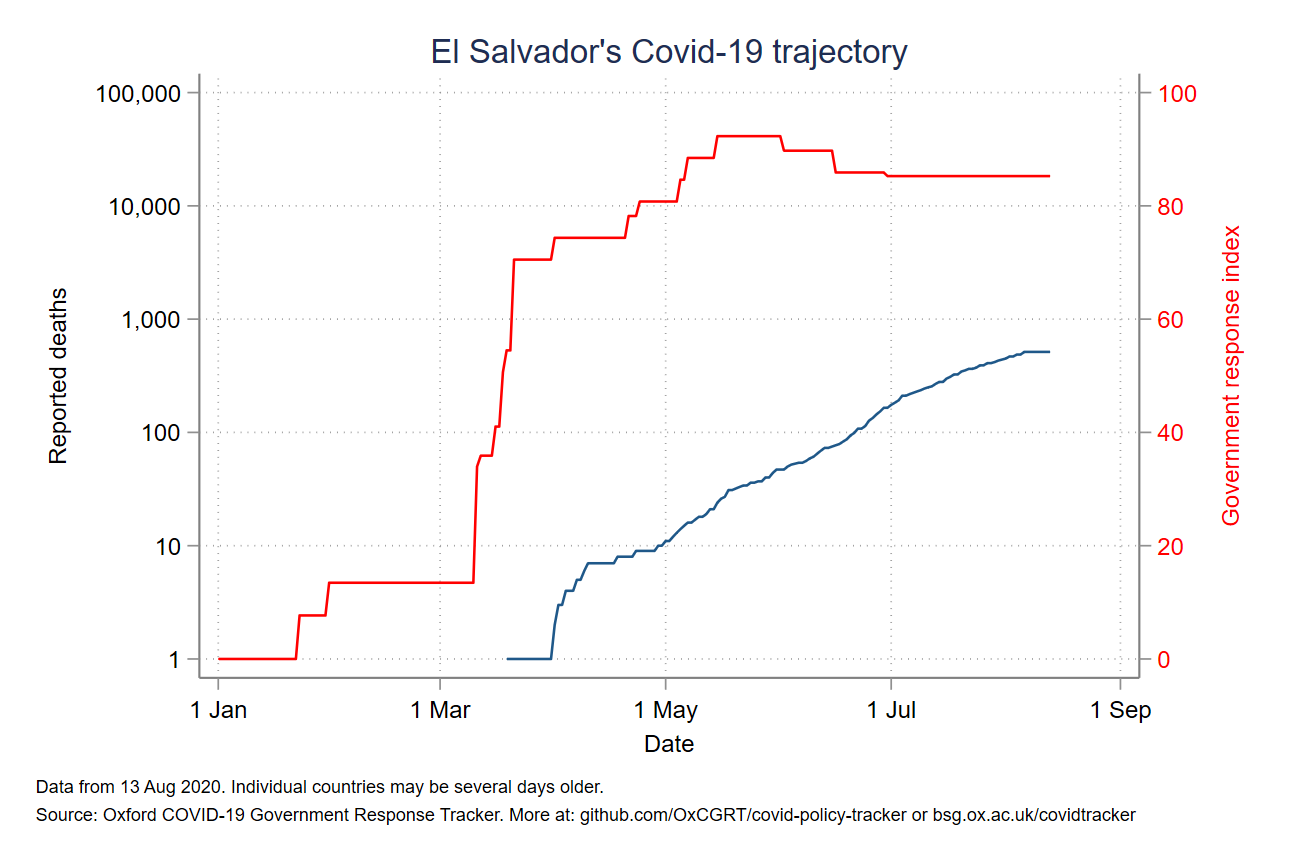 El Salvador's Covid-19 trajectory
100,000
10,000
1,000
100
10
1
Reported deaths
100
80
60
40
20
0
Government response index
1 Jan
1 Mar
1 May
1 Jul
1 Sep
Date
Data from 13 Aug 2020. Individual countries may be several days older.
Source: Oxford COVID-19 Government Response Tracker. More at: github.com/OxCGRT/covid-policy-tracker or bsg.ox.ac.uk/covidtracker